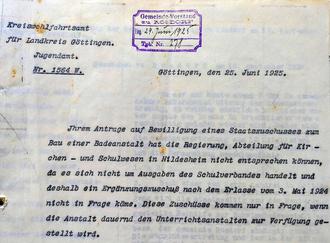 Kreiswohlfahrtsamt
für Landkreis Göttingen.
Jugendamt.
Nr. 1564 W.
Gemeinde-Vorstand
zu ROSDORF
Eing. 27. Juni 1925
Tgb. Nr. 271
Göttingen, den 25. Juni 1925.
Ihrem Antrage auf Bewilligung eines Staatszuschusses zum
Bau einer Badeanstalt hat die Regierung, Abteilung für Kir=
chen - und Schulwesen in Hildesheim nicht entsprechen können,
da es sich nicht um Ausgaben des Schulverbandes handelt und
deshalb ein Ergänzungszuschuß nach dem Erlasse vom 3. Mai 1924
nicht in Frage käme. Diese Zuschüsse kommen nur in Frage, wenn
die Anstalt dauernd den Unterrichtsanstalten zur Verfügung ge=
stellt wird.